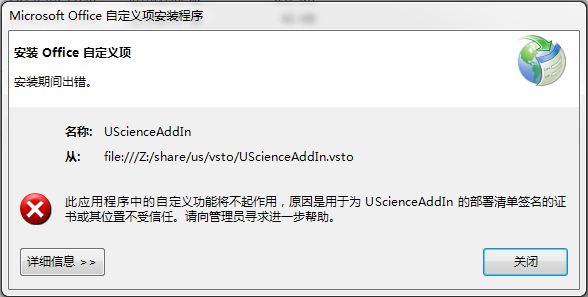 Microsoft Office 自定义项安装程序
安装 Office 自定义项
安装期间出错。
名称: UScienceAddIn
从: file:///Z:/share/us/vsto/UScienceAddIn.vsto
此应用程序中的自定义功能将不起作用，原因是用于为 UScienceAddIn 的部署清单签名的证
书或其位置不受信任。请向管理员寻求进一步帮助。
详细信息 >>
关闭